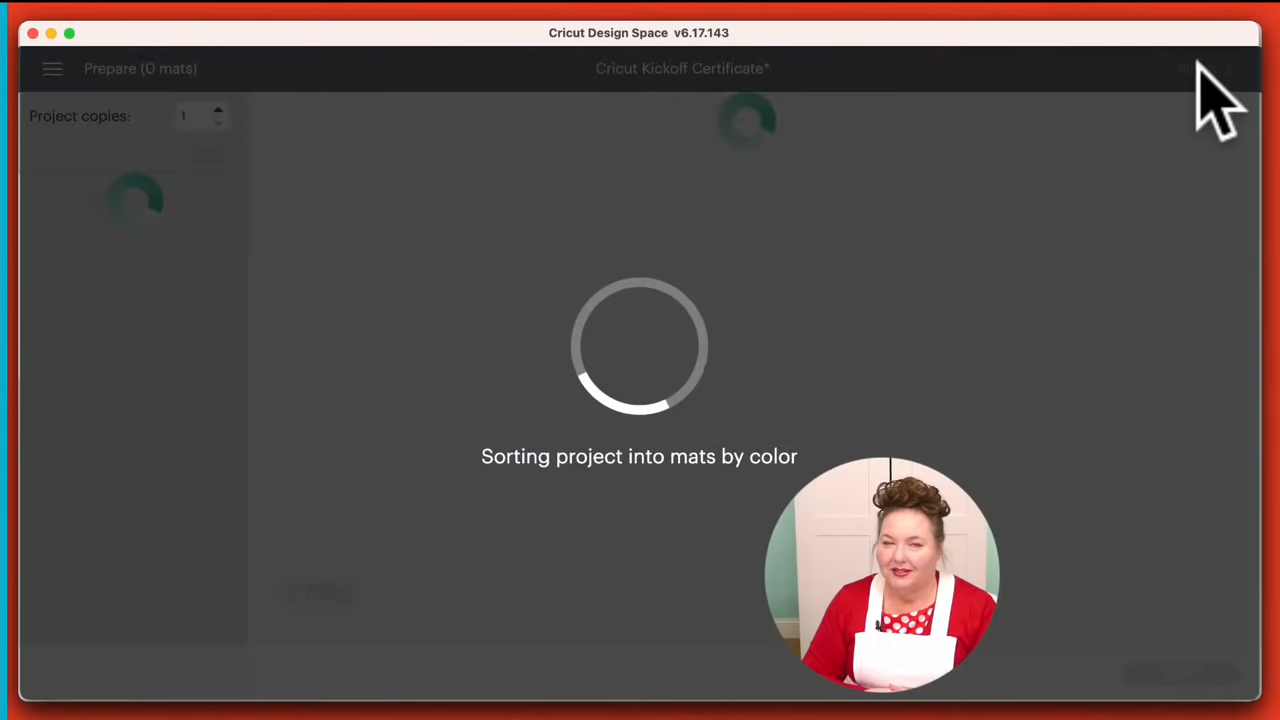 Cricut Design Space v6.17.143
Prepare (0 mats)
Cricut Kickoff Certificate*
Project copies:
1
Sorting project into mats by color